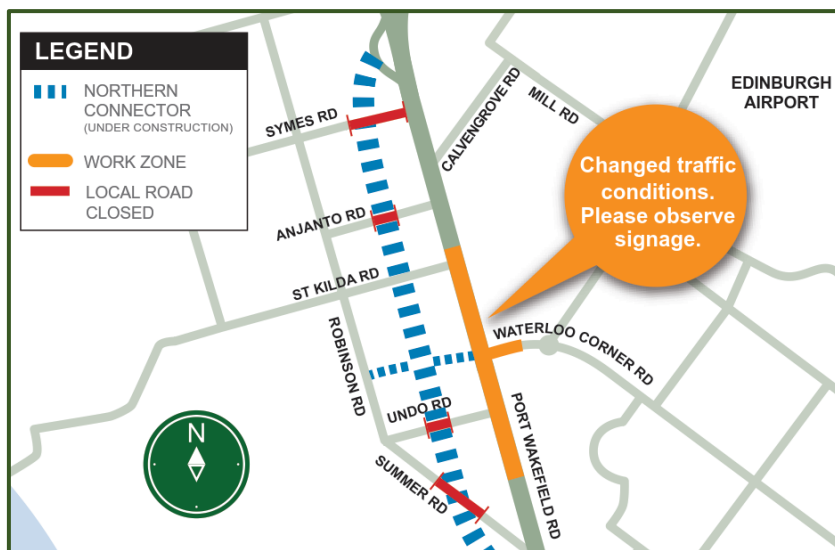 LEGEND
NORTHERN
CONNECTOR
(UNDER CONSTRUCTION)
WORK ZONE
LOCAL ROAD
CLOSED
SYMES RD
CALVENGROVE RD
MILL RD
EDINBURGH
AIRPORT
Changed traffic
conditions.
Please observe
signage.
ANJANTO RD
ST KILDA RD
ROBINSON RD
WATERLOO CORNER RD
UNDO RD
PORT WAKEFIELD RD
SUMMER RD
N